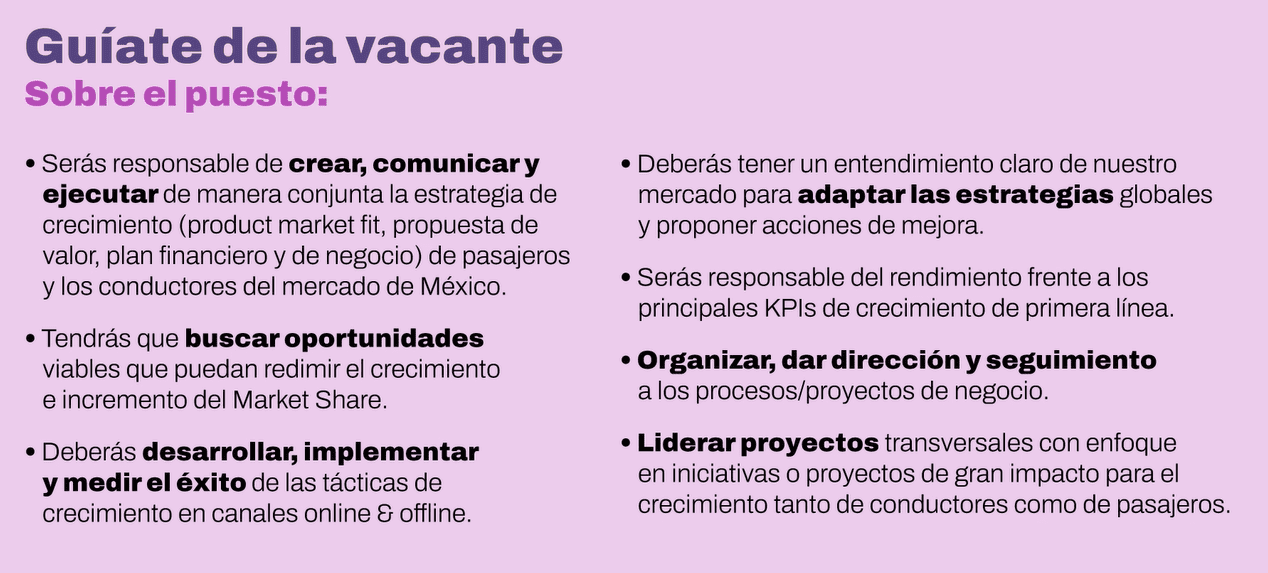 Guíate de la vacante
Sobre el puesto:
• Serás responsable de crear, comunicar y
ejecutar de manera conjunta la estrategia de
crecimiento (product market fit, propuesta de
valor, plan financiero y de negocio) de pasajeros
y los conductores del mercado de México.
• Tendrás que buscar oportunidades
viables que puedan redimir el crecimiento
e incremento del Market Share.
• Deberás desarrollar, implementar
y medir el éxito de las tácticas de
crecimiento en canales online & offline.
• Deberás tener un entendimiento claro de nuestro
mercado para adaptar las estrategias globales
y proponer acciones de mejora.
• Serás responsable del rendimiento frente a los
principales KPIs de crecimiento de primera línea.
• Organizar, dar dirección y seguimiento
a los procesos/proyectos de negocio.
• Liderar proyectos transversales con enfoque
en iniciativas o proyectos de gran impacto para el
crecimiento tanto de conductores como de pasajeros.